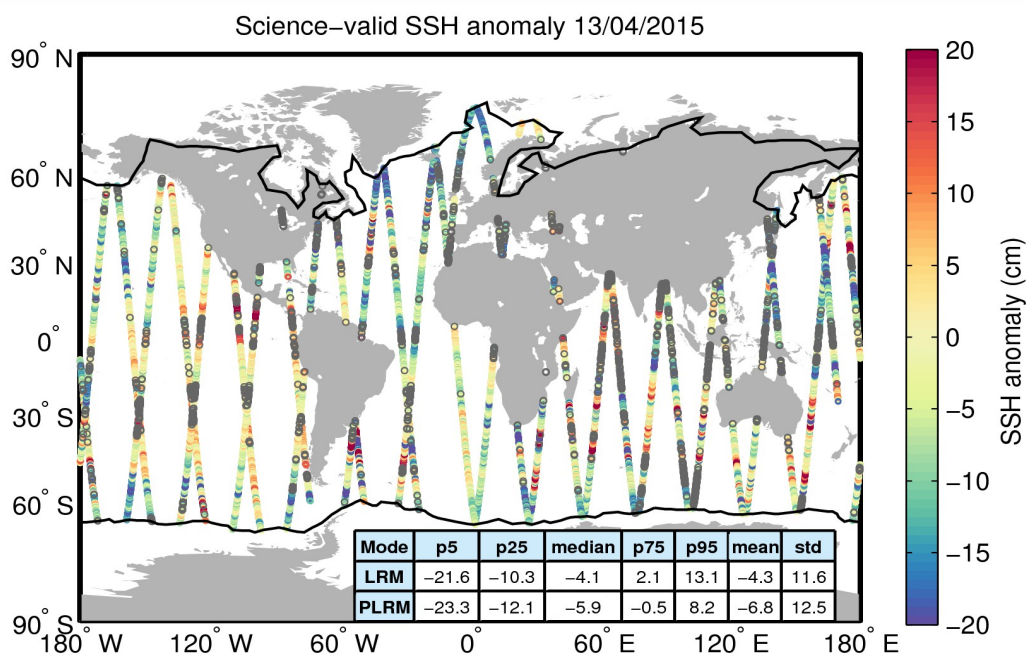 Science−valid SSH anomaly 13/04/2015
90° N
60° N
30° N
0°
30° S
60° S
90° S
180° W
120° W
60° W
0°
60° E
120° E
180° E
20
15
10
5
0
−5
−10
−15
−20
SSH anomaly (cm)
Mode p5 p25 median p75 p95 mean std
LRM −21.6 −10.3 −4.1 2.1 13.1 −4.3 11.6
PLRM −23.3 −12.1 −5.9 −0.5 8.2 −6.8 12.5